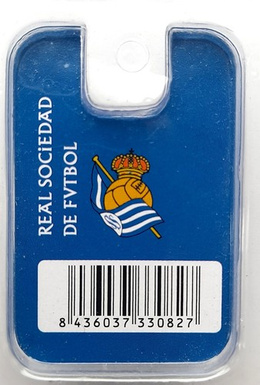 REAL SOCIEDAD
DE FVTBOL
8 436037 330827